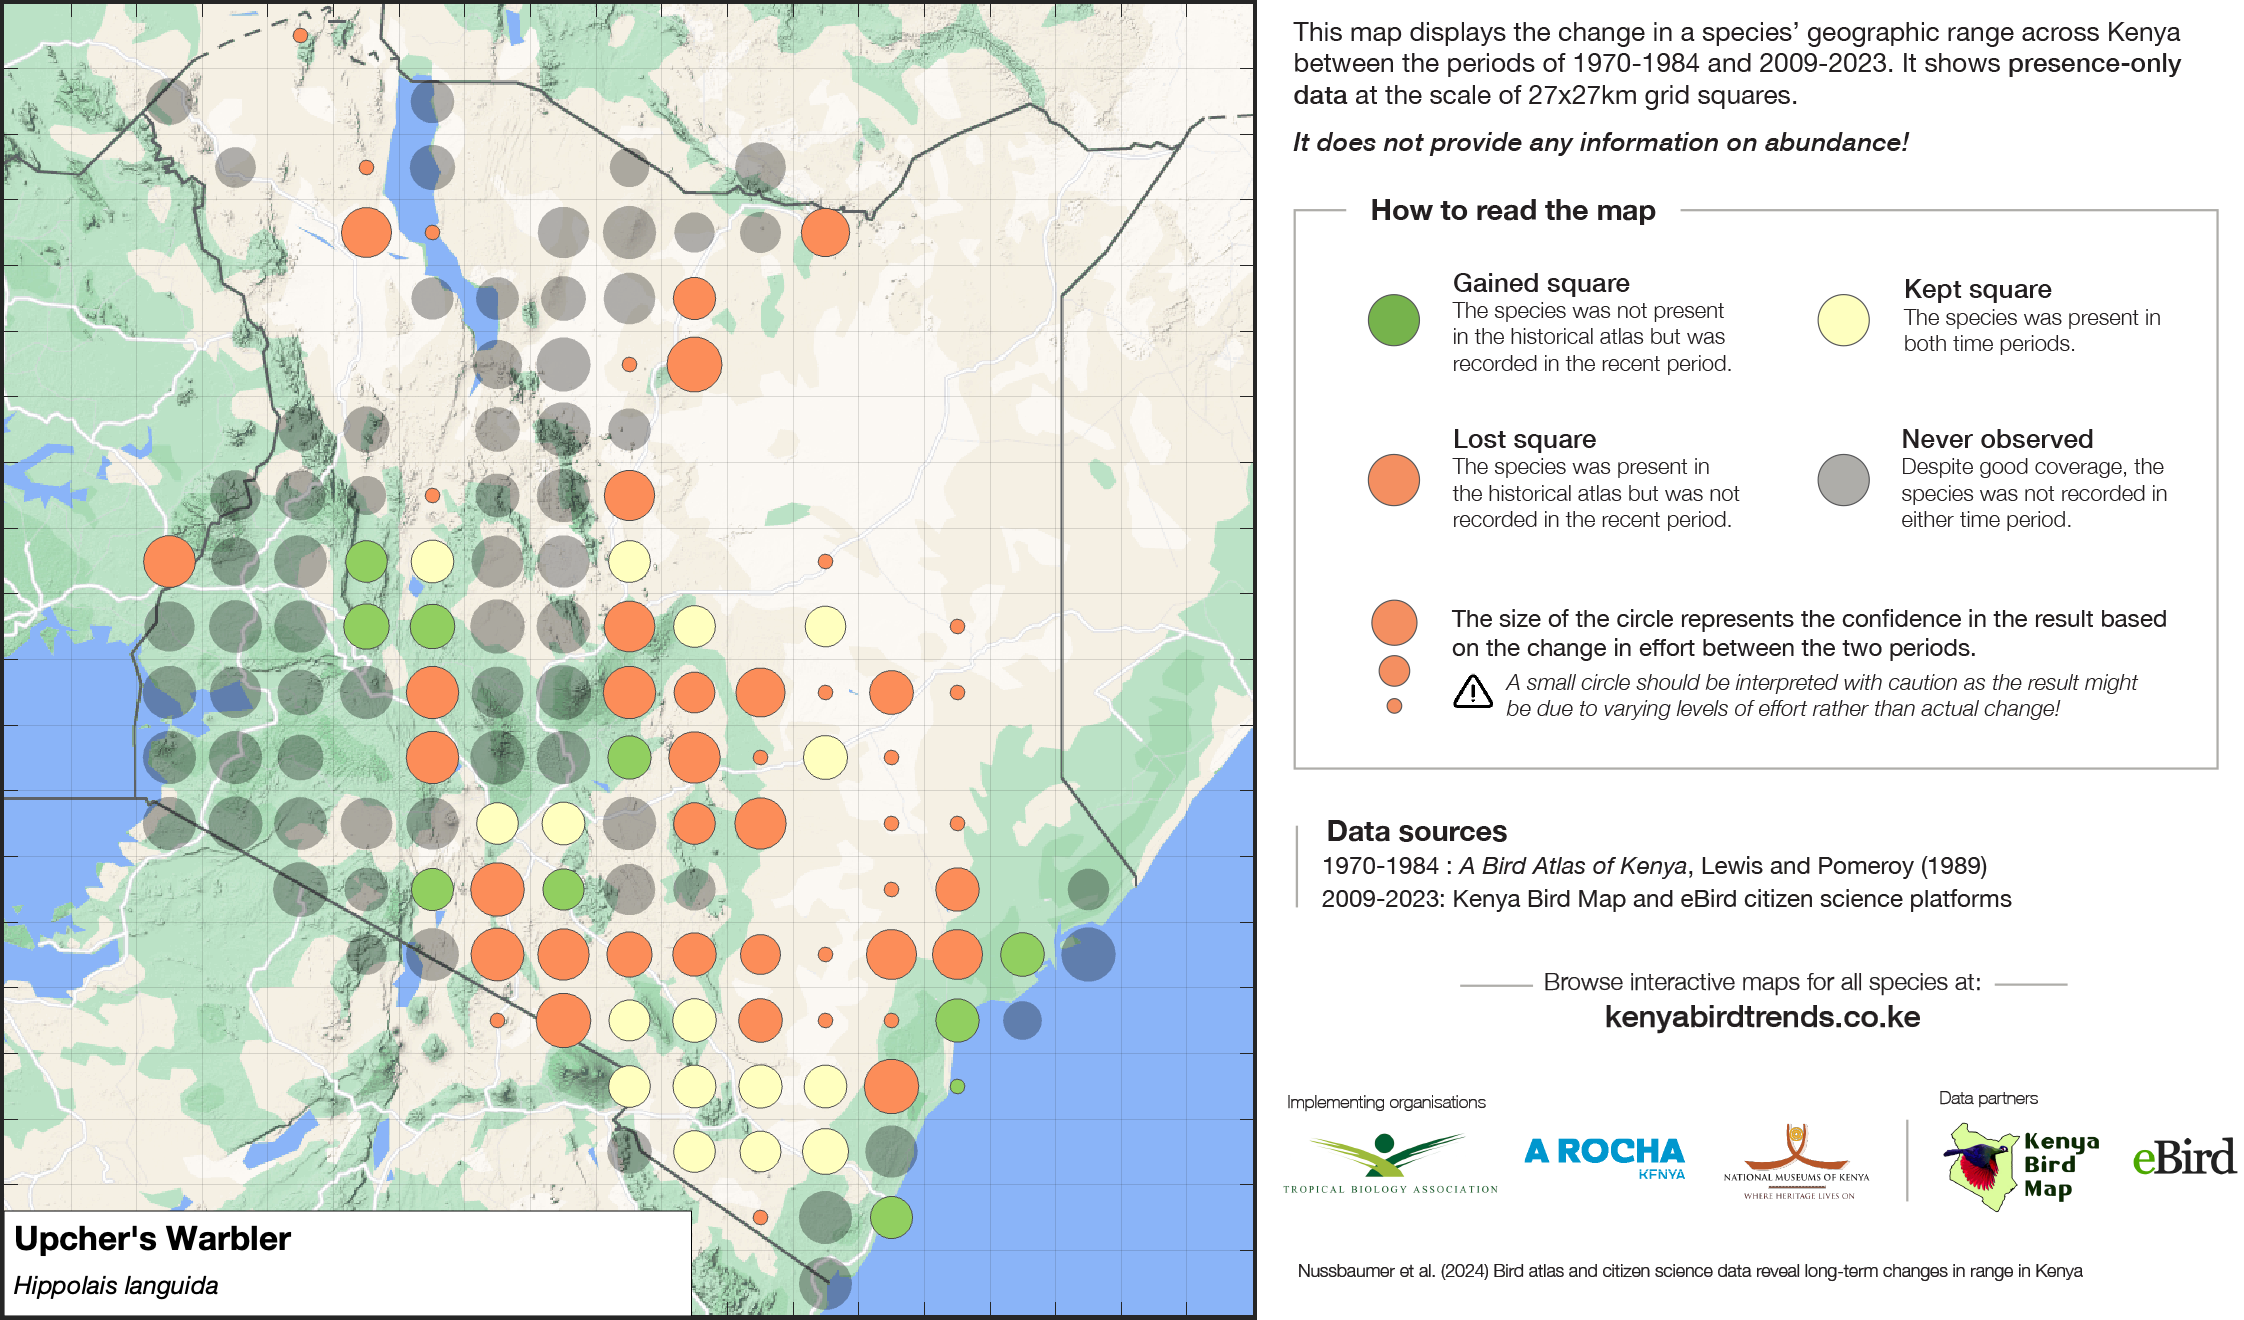 This map displays the change in a species’ geographic range across Kenya
between the periods of 1970-1984 and 2009-2023. It shows presence-only
data at the scale of 27x27km grid squares.
It does not provide any information on abundance!
How to read the map
Gained square
The species was not present
in the historical atlas but was
recorded in the recent period.
Kept square
The species was present in
both time periods.
Lost square
The species was present in
the historical atlas but was not
recorded in the recent period.
Never observed
Despite good coverage, the
species was not recorded in
either time period.
The size of the circle represents the confidence in the result based
on the change in effort between the two periods.
A small circle should be interpreted with caution as the result might
be due to varying levels of effort rather than actual change!
Data sources
1970-1984 : A Bird Atlas of Kenya, Lewis and Pomeroy (1989)
2009-2023: Kenya Bird Map and eBird citizen science platforms
Browse interactive maps for all species at:
kenyabirdtrends.co.ke
Implementing organisations
Data partners
TROPICAL BIOLOGY ASSOCIATION
A ROCHA
KENYA
NATIONAL MUSEUMS OF KENYA
WHERE HERITAGE LIVES ON
Kenya
Bird
Map
eBird
Nussbaumer et al. (2024) Bird atlas and citizen science data reveal long-term changes in range in Kenya
Upcher's Warbler
Hippolais languida